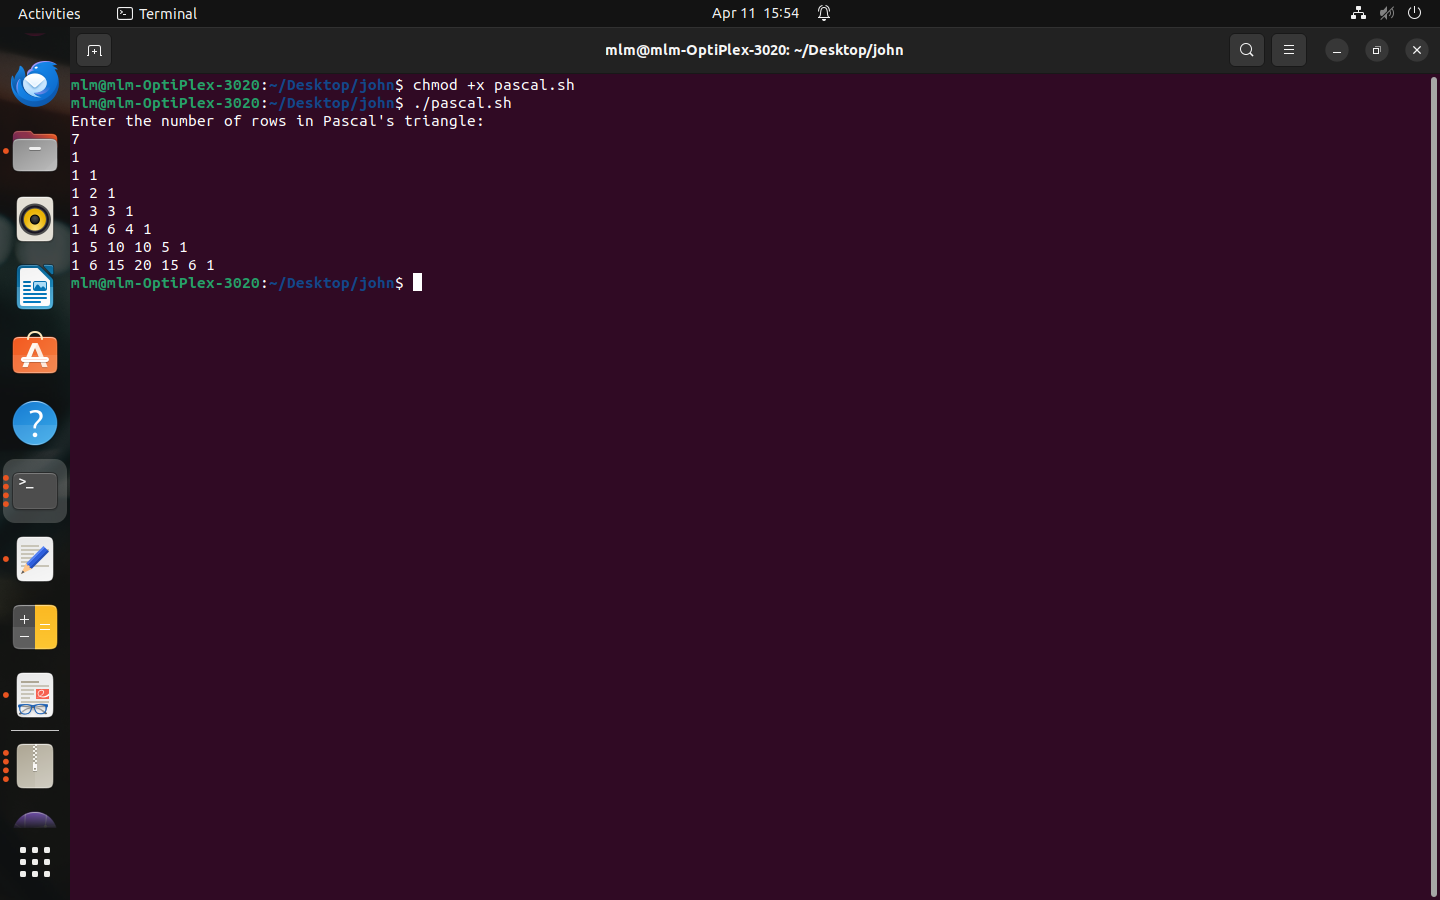 Activities
Terminal
Apr 11 15:54
mlm@mlm-OptiPlex-3020: ~/Desktop/john
mlm@mlm-OptiPlex-3020:~/Desktop/john$ chmod +x pascal.sh
mlm@mlm-OptiPlex-3020:~/Desktop/john$ ./pascal.sh
Enter the number of rows in Pascal's triangle:
7
1
1 1
1 2 1
1 3 3 1
1 4 6 4 1
1 5 10 10 5 1
1 6 15 20 15 6 1
mlm@mlm-OptiPlex-3020:~/Desktop/john$